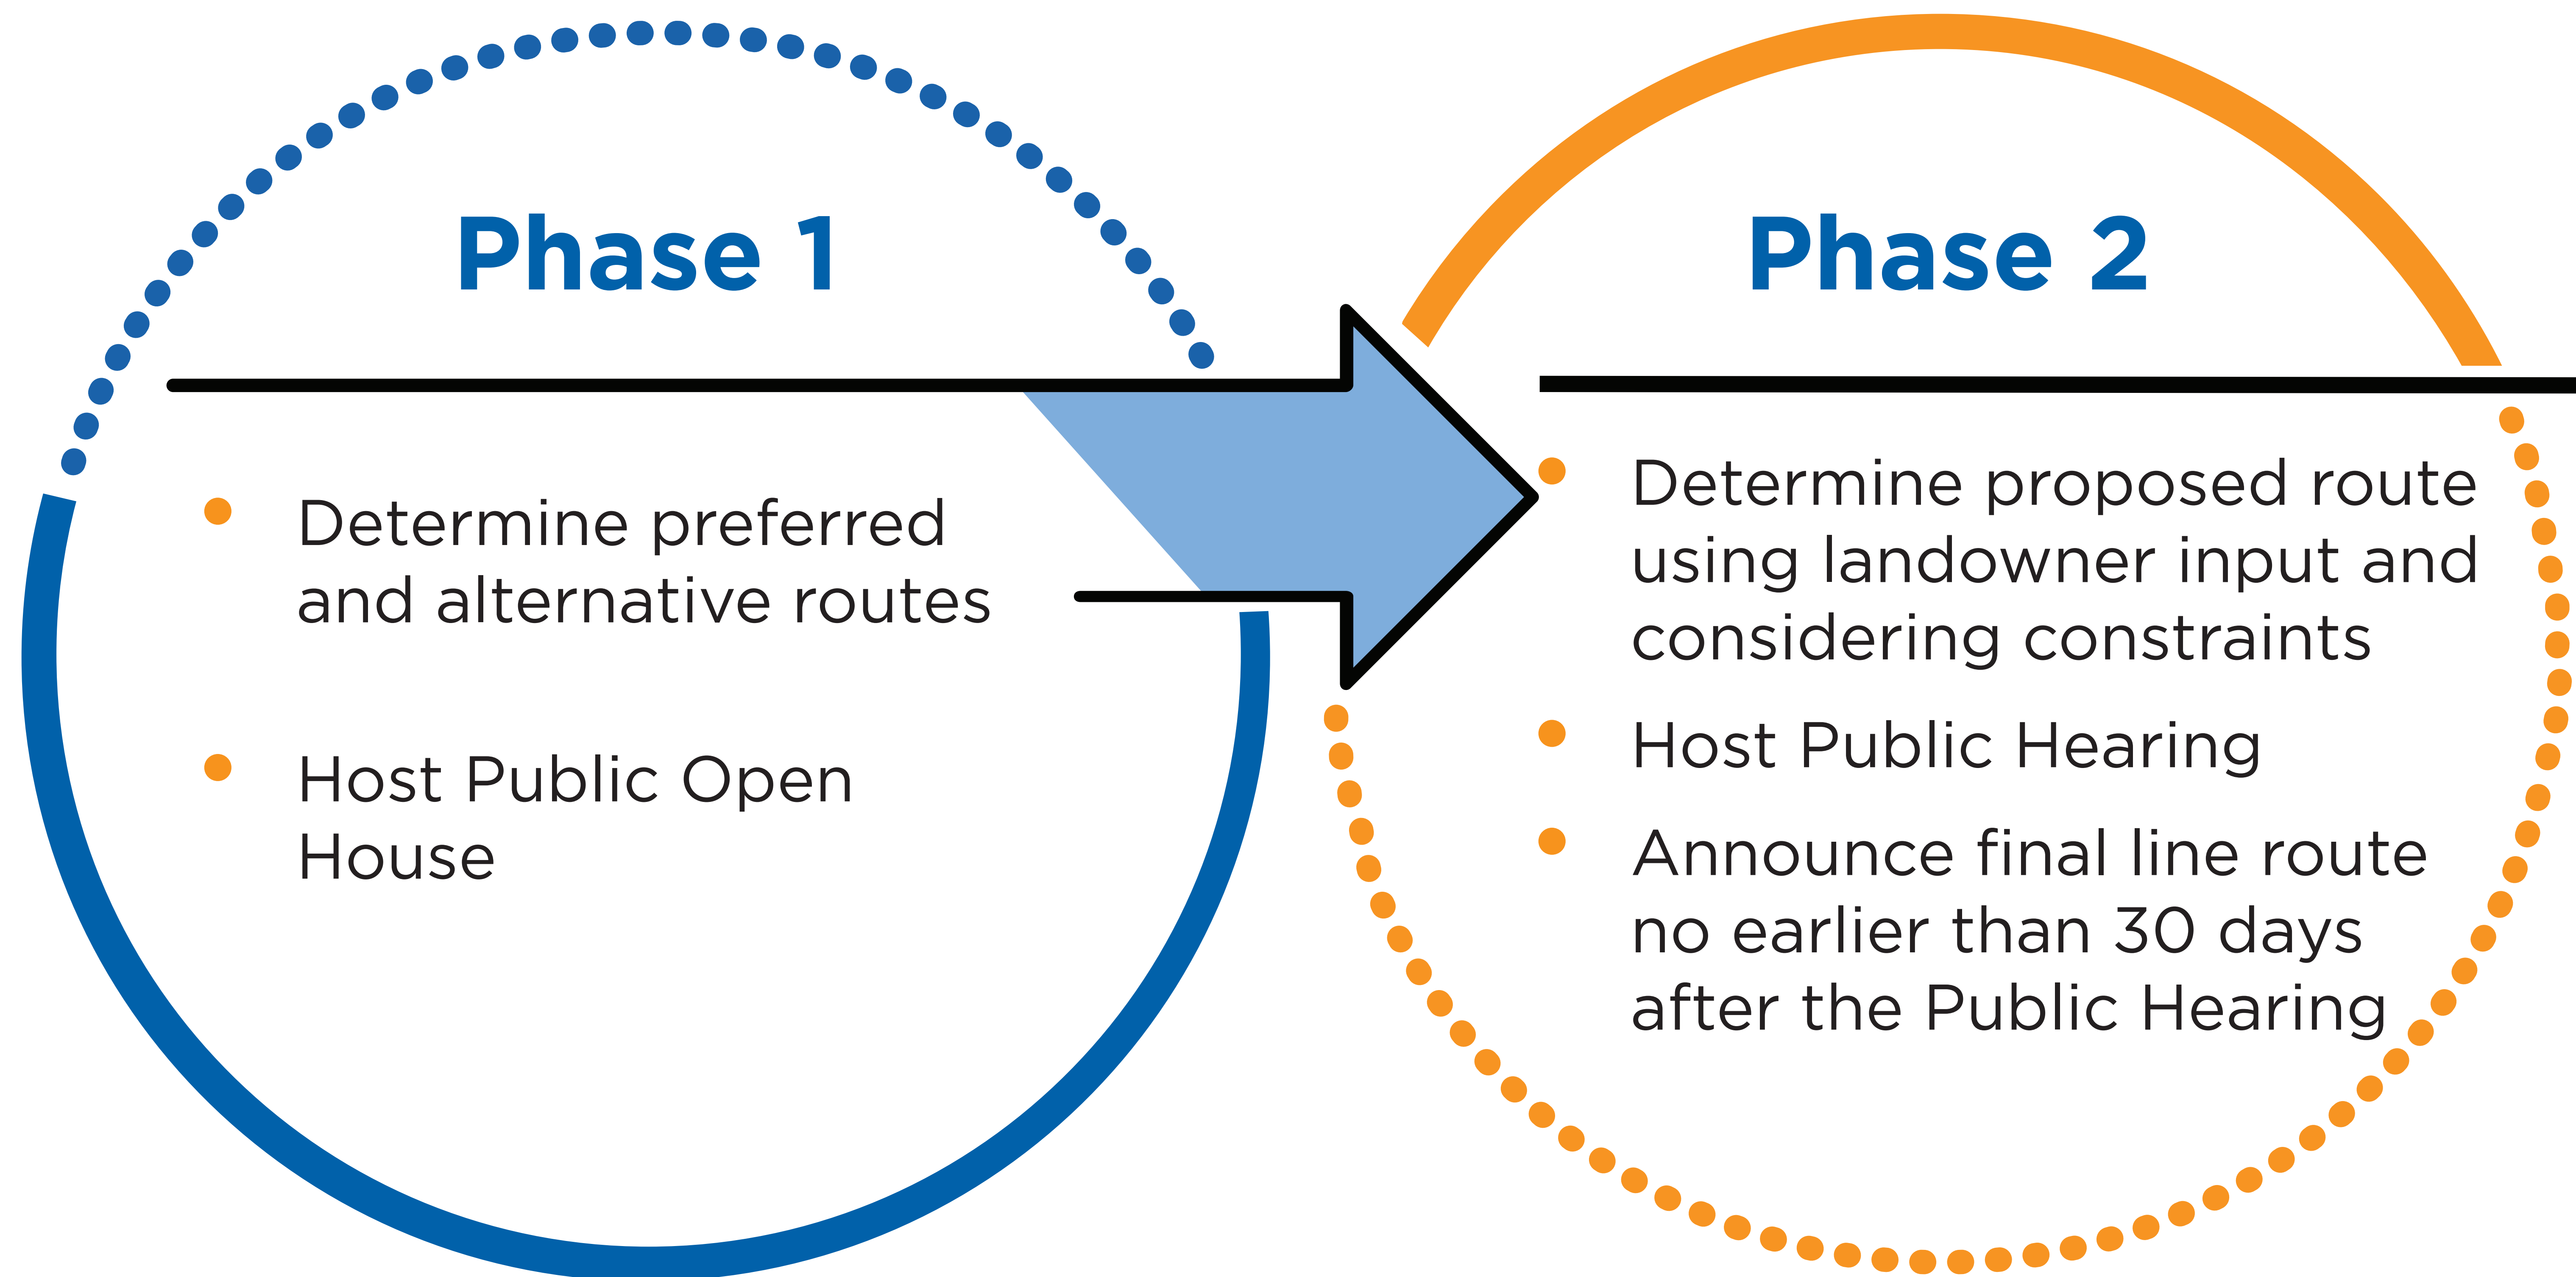 Phase 1
• Determine preferred
and alternative routes
• Host Public Open
House
Phase 2
• Determine proposed route
using landowner input and
considering constraints
• Host Public Hearing
• Announce final line route
no earlier than 30 days
after the Public Hearing